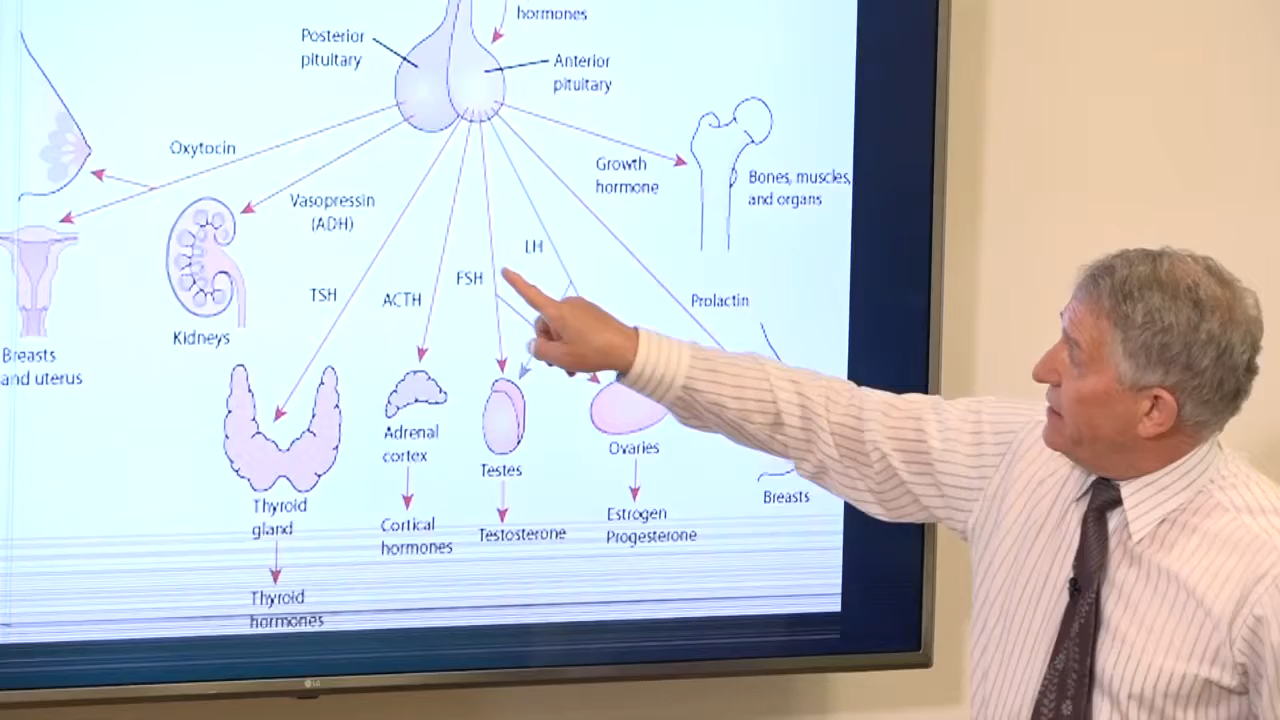 hormones
Posterior
pituitary
Anterior
pituitary
Oxytocin
Growth
hormone
Bones, muscles,
and organs
Vasopressin
(ADH)
LH
FSH
TSH
ACTH
Prolactin
Kidneys
Breasts
and uterus
Adrenal
cortex
Testes
Ovaries
Breasts
Thyroid
gland
Cortical
hormones
Testosterone
Estrogen
Progesterone
Thyroid
hormones
LG